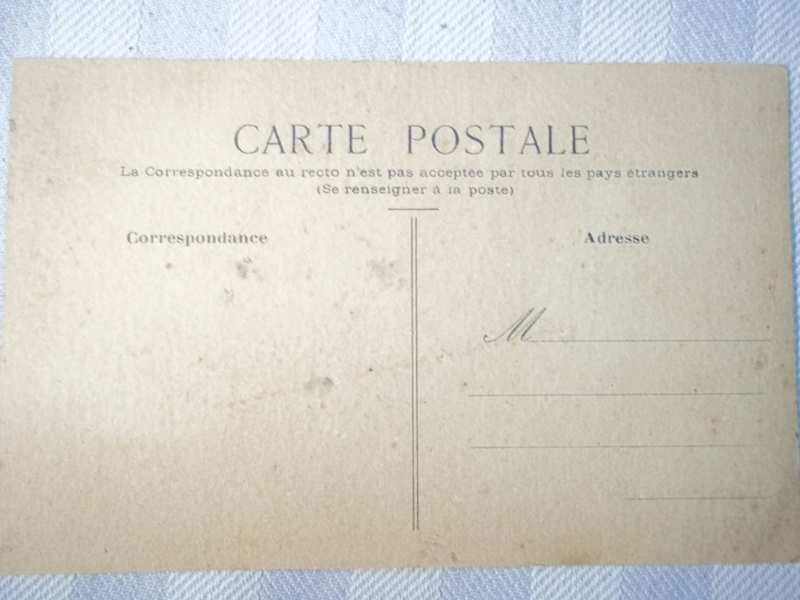 CARTE POSTALE
La Correspondance au recto n'est pas acceptée par tous les pays étrangers
(Se renseigner à la poste)
Correspondance
Adresse
M